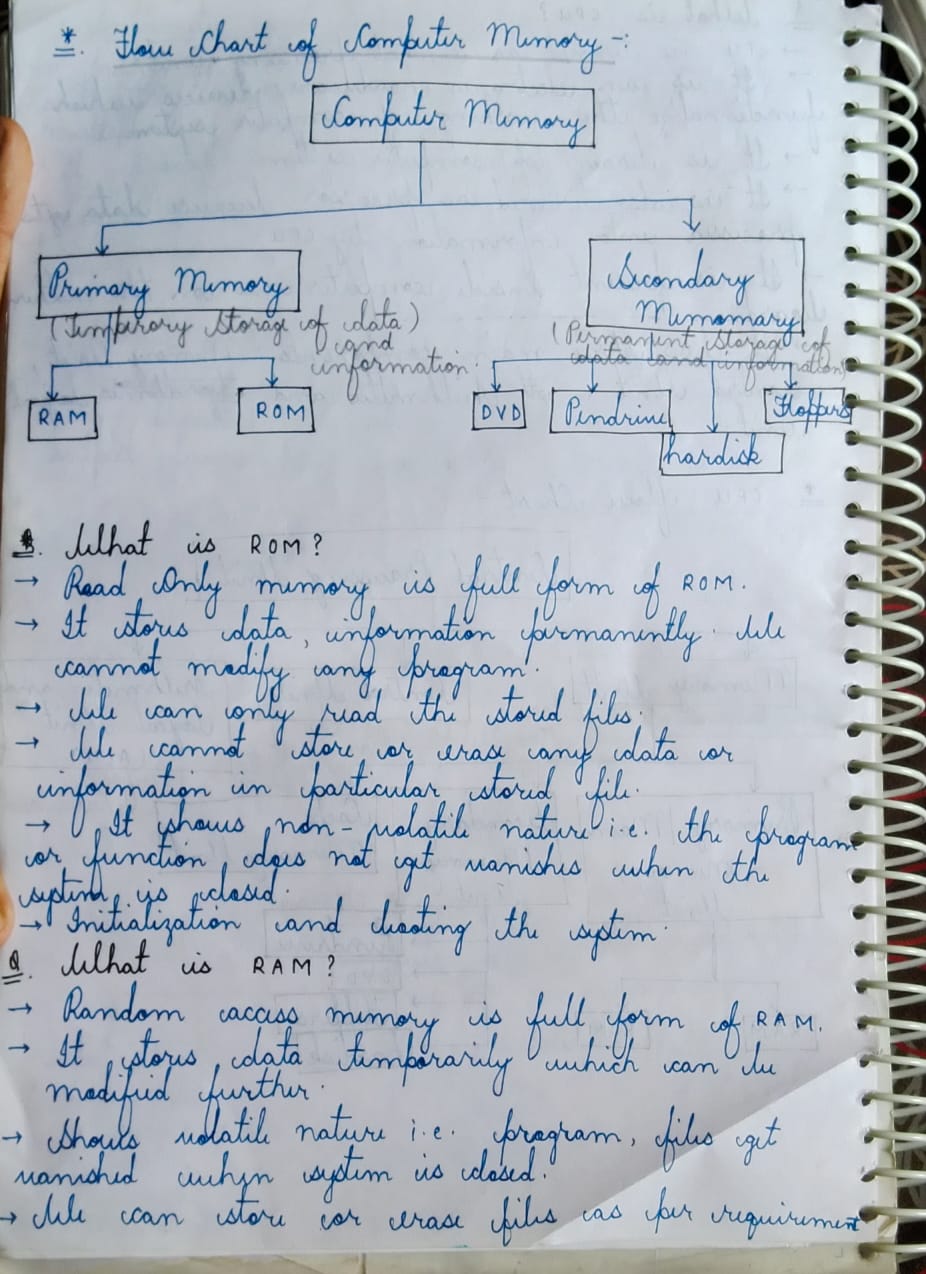 *. Flow Chart of Computer Memory -:
Computer Memory
Primary Memory
(Temperory Storage of data)
and
information.
Secondary
Memomary
(Permanent storage of
data and information)
RAM
ROM
DVD
Pendrive
hardisk
Floppers
Q. What is ROM?
→ Read Only memory is full form of ROM.
→ It stores data, information permanently. We
cannot modify any program.
→ We can only read the stored files.
→ We cannot store or erase any data or
information in particular stored file.
→ It shows non-volatile nature i.e. the program
or function does not get vanishes when the
system is closed.
→ Initialization and booting the system.
Q. What is RAM?
→ Random access memory is full form of RAM.
→ It stores data temporarily which can be
modified further.
→ Shows volatile nature i.e. program, files get
vanished when system is closed.
→ We can store or erase files as per requirement